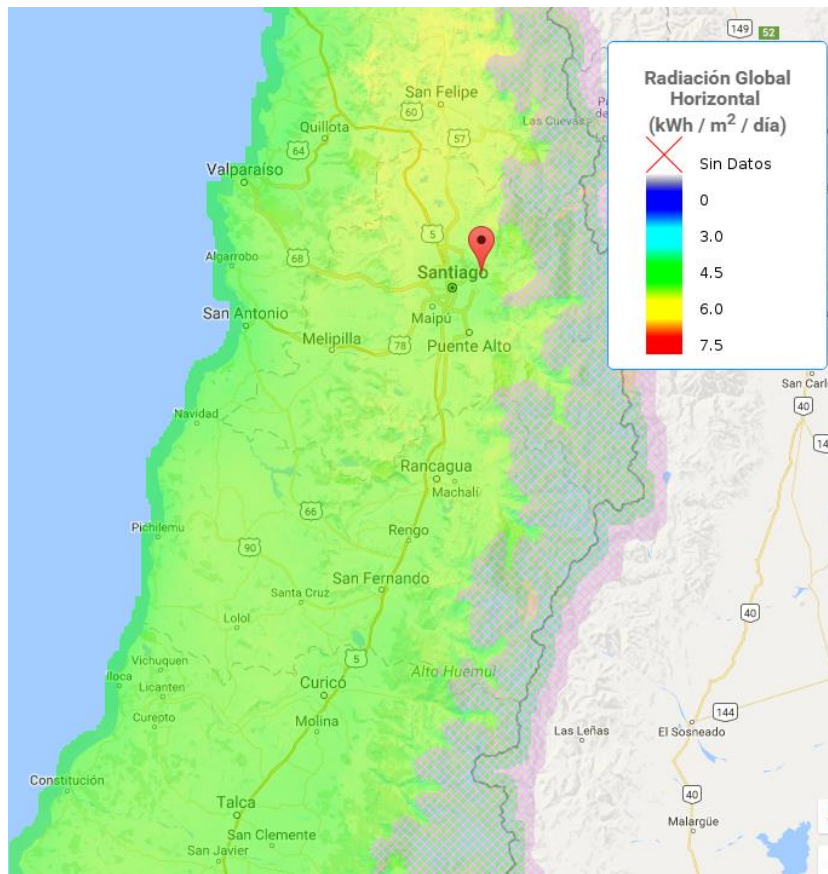 149
52
Radiación Global
Horizontal
(kWh / m2 / día)
Sin Datos
0
3.0
4.5
6.0
7.5
San Felipe
60
Las Cuevas
Quillota
57
64
Valparaíso
5
Algarrobo
68
Santiago
San Antonio
Maipú
Melipilla
78
Puente Alto
San Carlo
40
Navidad
Rancagua
Machalí
66
Pichilemu
Rengo
90
San Fernando
Santa Cruz
40
Lolol
5
Vichuquen
Alto Huemul
lloca
Licanten
Curicó
144
Curepto
Molina
Las Leñas
El Sosneado
Constitución
40
Talca
Malargüe
San Clemente
San Javier